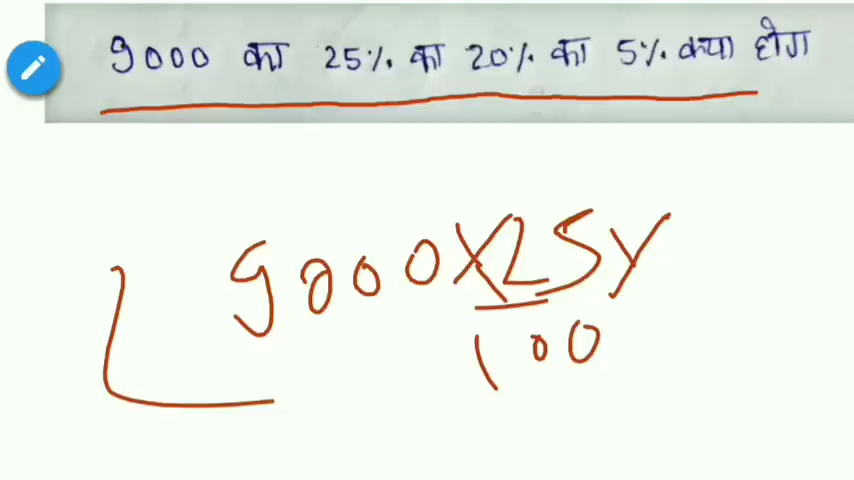 9000 का 25% का 20% का 5% क्या होगा
9000×25×
100